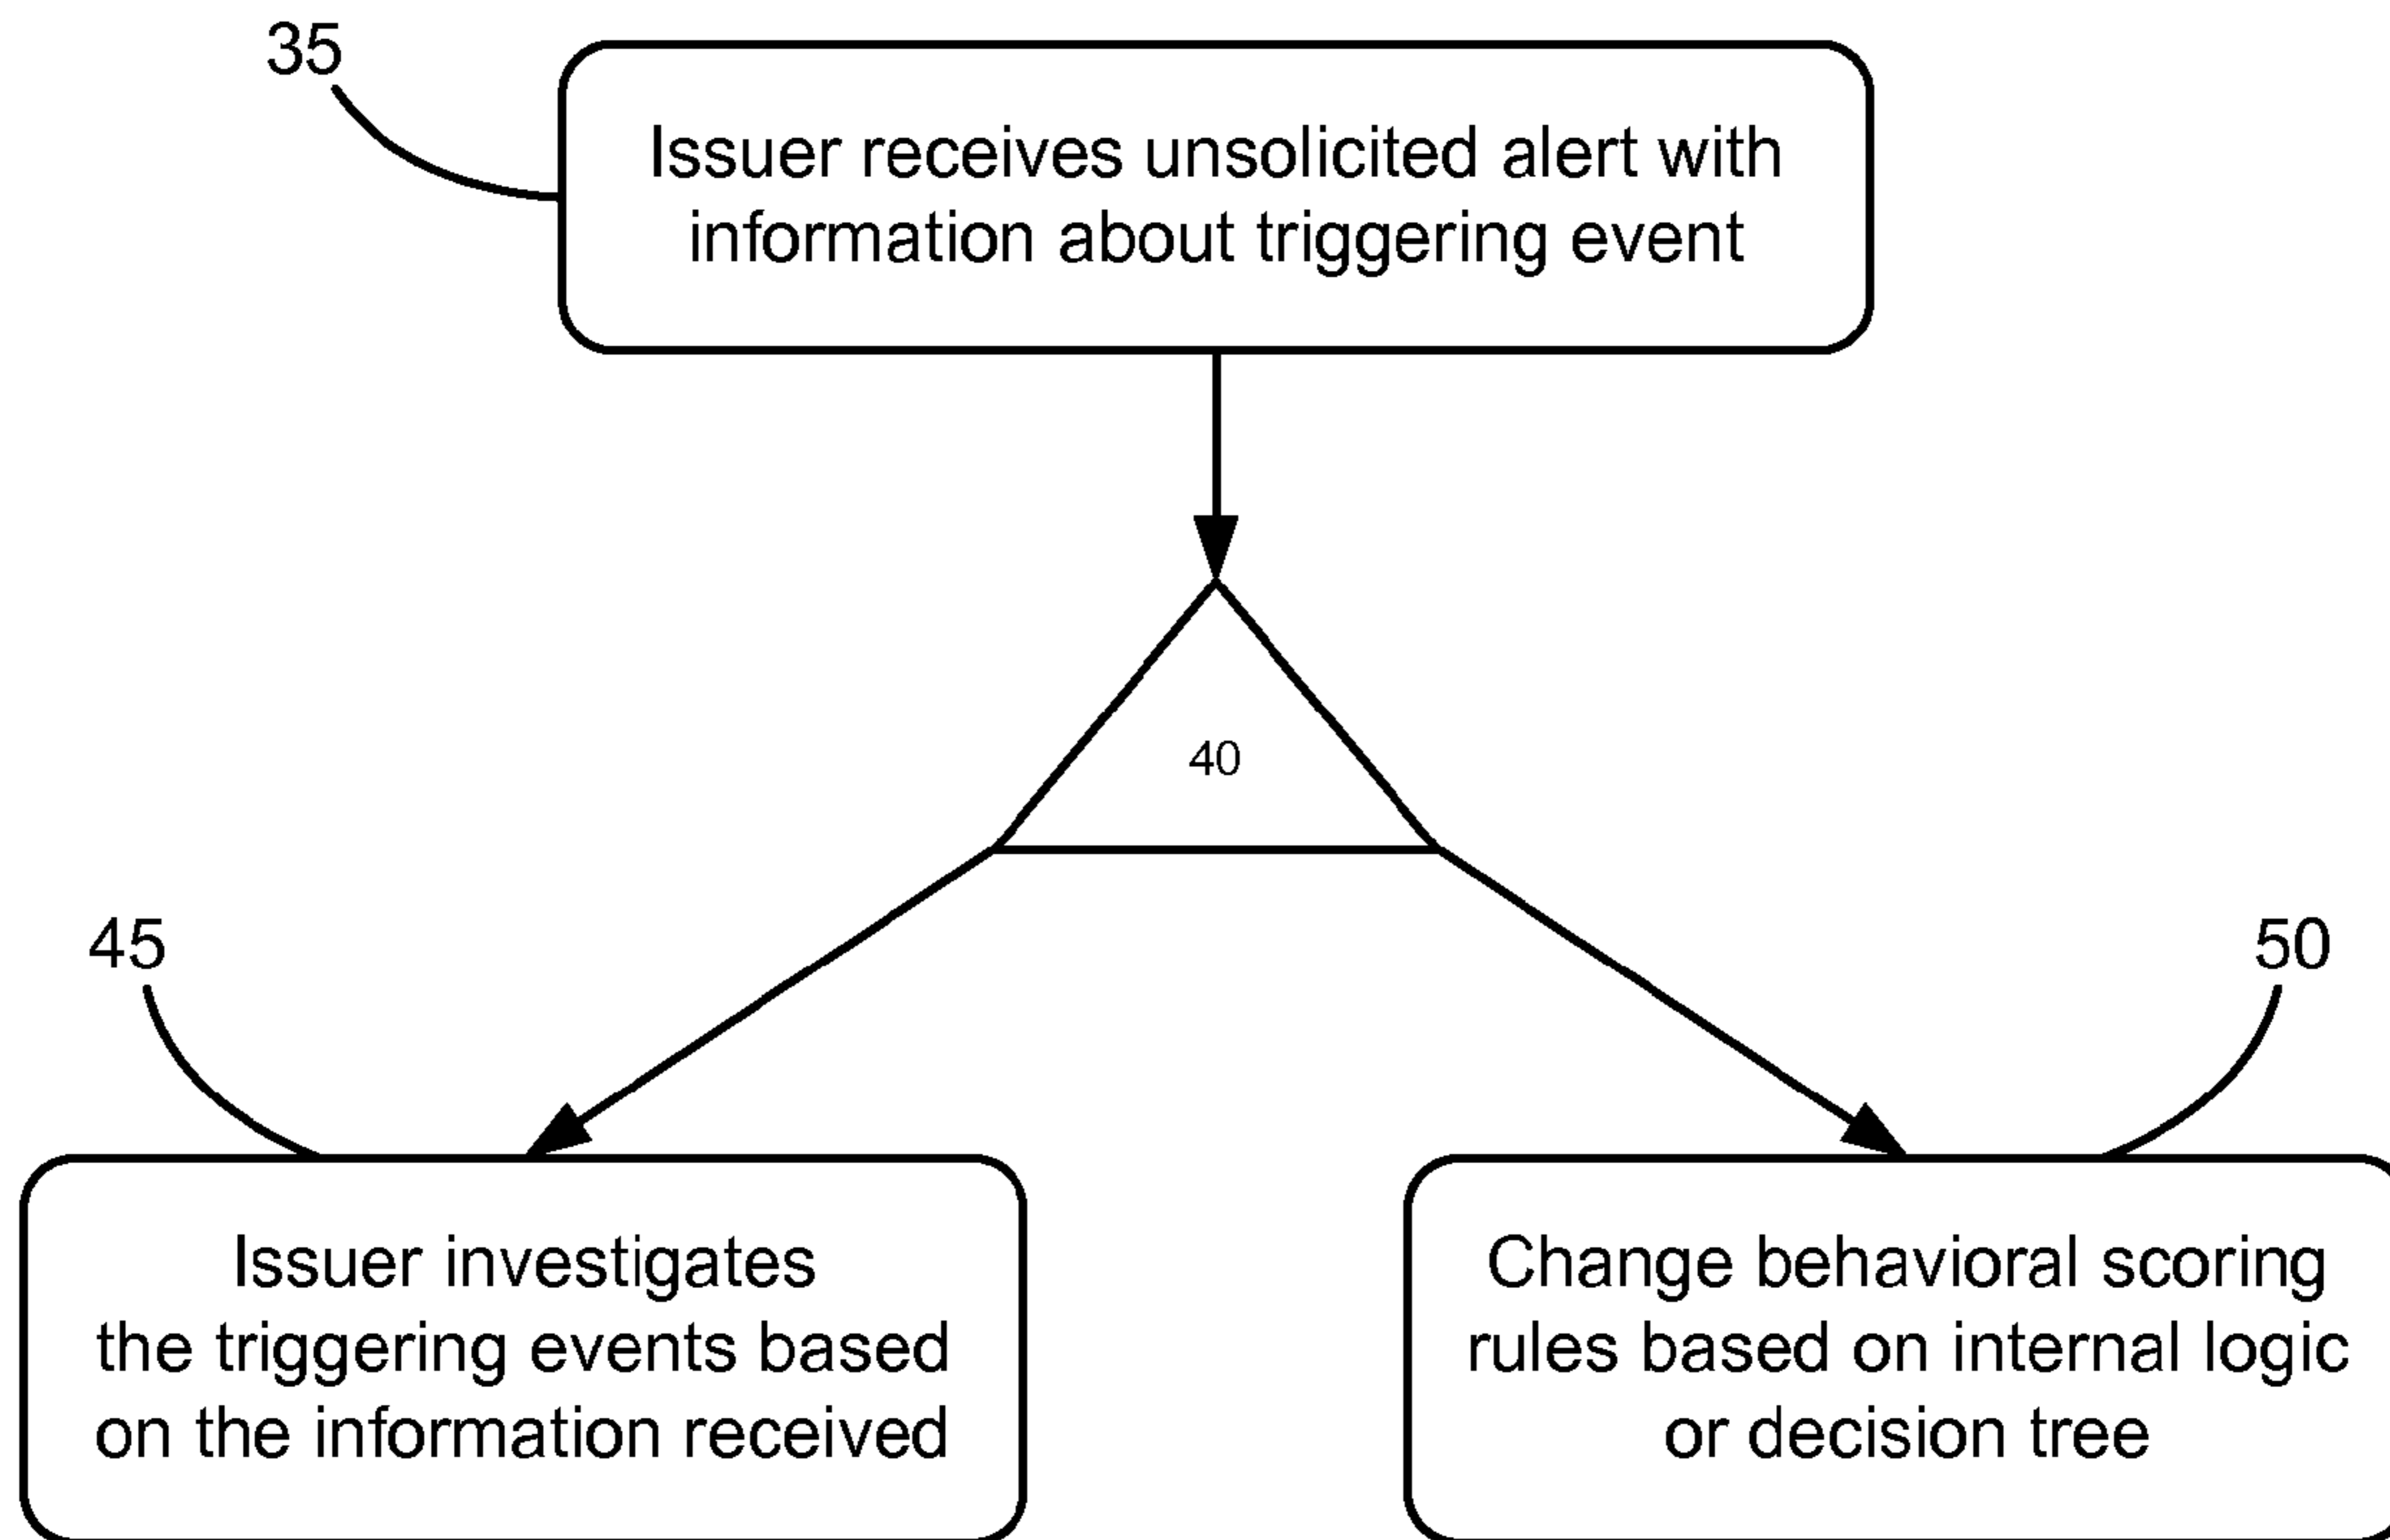 35
Issuer receives unsolicited alert with
information about triggering event
40
45
50
Issuer investigates
the triggering events based
on the information received
Change behavioral scoring
rules based on internal logic
or decision tree